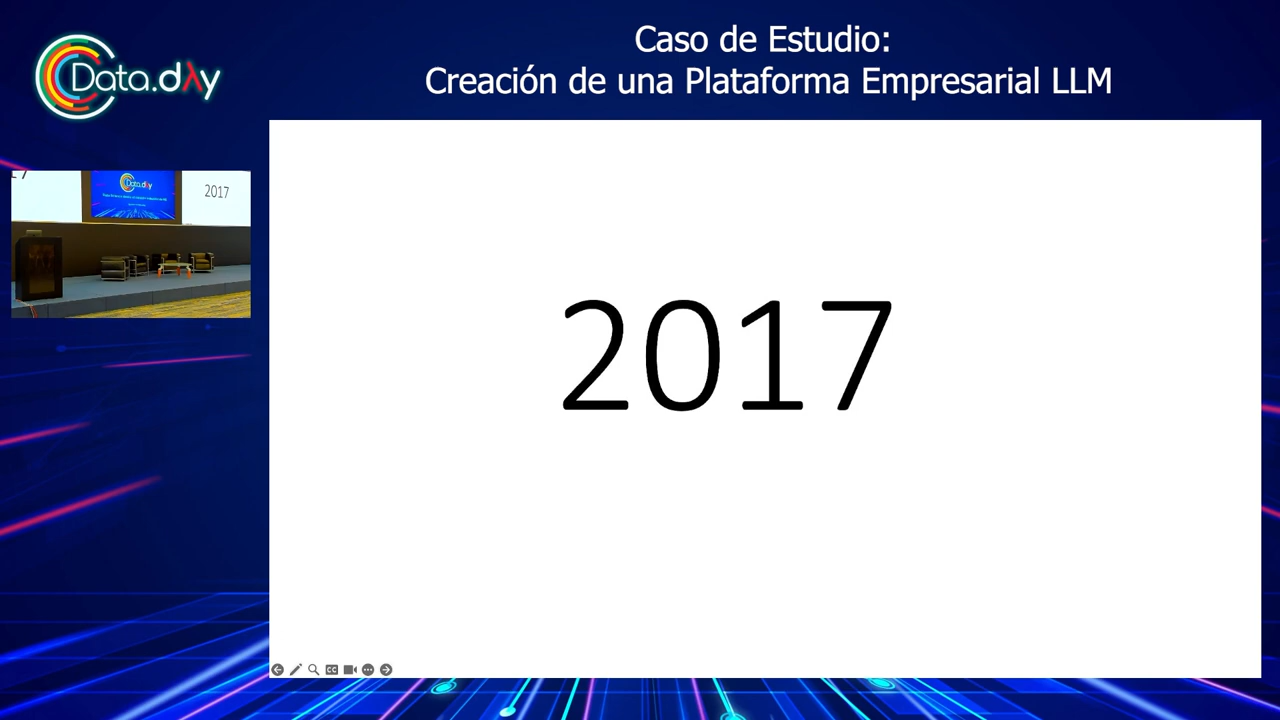 Data.dλy
Caso de Estudio:
Creación de una Plataforma Empresarial LLM
Data.dλy
2017
2017